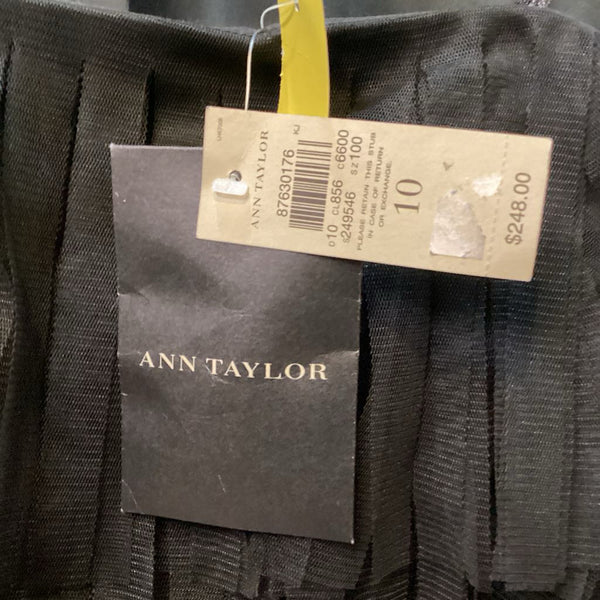 ANN TAYLOR
87630176 KJ
D10 CL856 C6600
S249546 SZ100
PLEASE RETAIN THIS STUB
IN CASE OF RETURN
OR EXCHANGE
10
$248.00
ANN TAYLOR